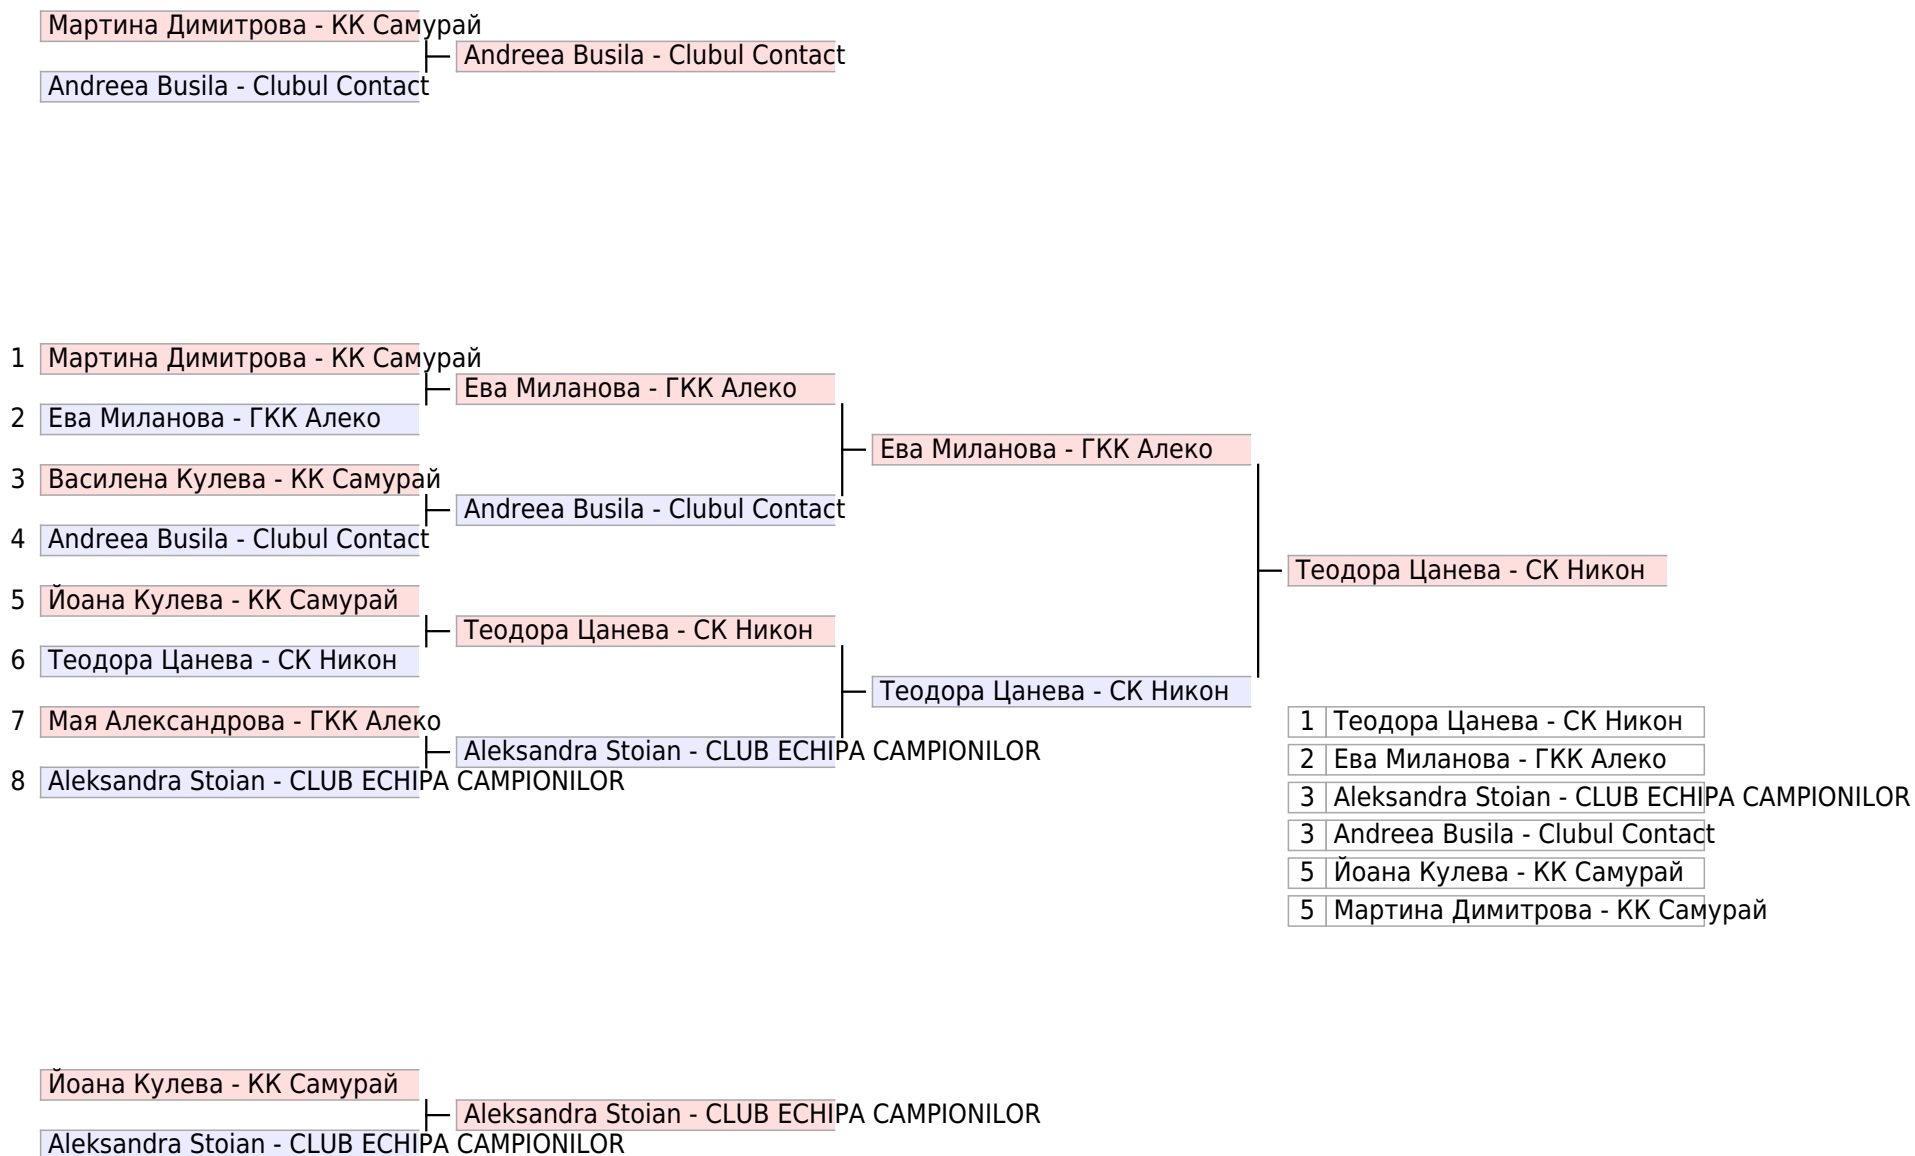 Мартина Димитрова - КК Самурай
Andreea Busila - Clubul Contact
Andreea Busila - Clubul Contact
1 Мартина Димитрова - КК Самурай
Ева Миланова - ГКК Алеко
2 Ева Миланова - ГКК Алеко
Ева Миланова - ГКК Алеко
3 Василена Кулева - КК Самурай
Andreea Busila - Clubul Contact
4 Andreea Busila - Clubul Contact
Теодора Цанева - СК Никон
5 Йоана Кулева - КК Самурай
Теодора Цанева - СК Никон
6 Теодора Цанева - СК Никон
Теодора Цанева - СК Никон
7 Мая Александрова - ГКК Алеко
Aleksandra Stoian - CLUB ECHIPA CAMPIONILOR
8 Aleksandra Stoian - CLUB ECHIPA CAMPIONILOR
1 Теодора Цанева - СК Никон
2 Ева Миланова - ГКК Алеко
3 Aleksandra Stoian - CLUB ECHIPA CAMPIONILOR
3 Andreea Busila - Clubul Contact
5 Йоана Кулева - КК Самурай
5 Мартина Димитрова - КК Самурай
Йоана Кулева - КК Самурай
Aleksandra Stoian - CLUB ECHIPA CAMPIONILOR
Aleksandra Stoian - CLUB ECHIPA CAMPIONILOR